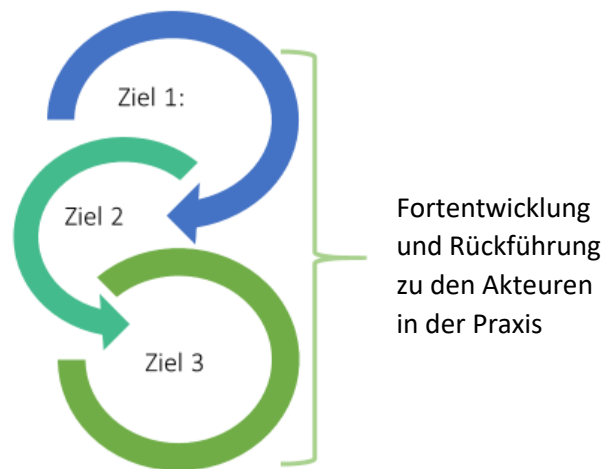 Ziel 1:
Ziel 2
Ziel 3
Fortentwicklung
und Rückführung
zu den Akteuren
in der Praxis